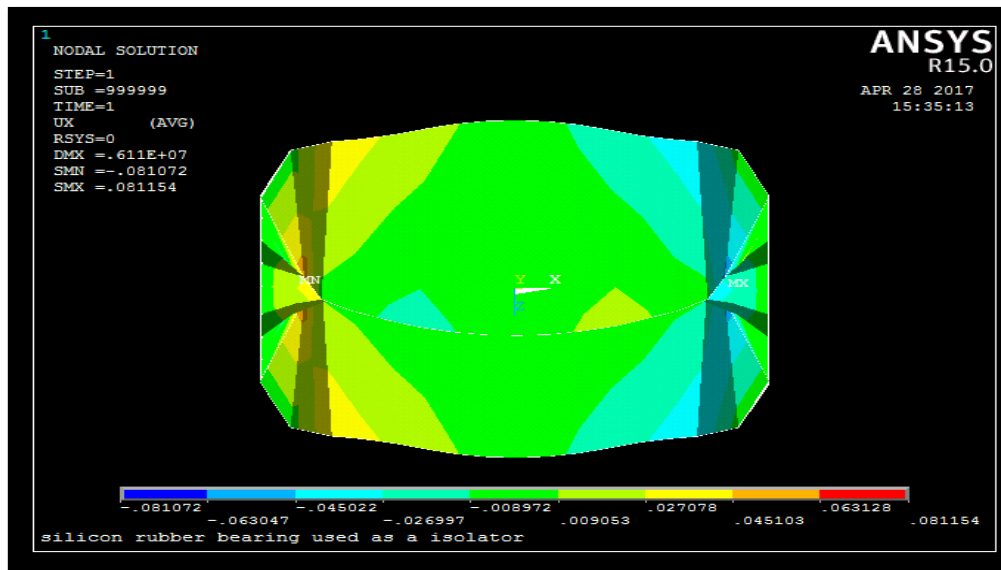 1
NODAL SOLUTION
STEP=1
SUB =999999
TIME=1
UX (AVG)
RSYS=0
DMX =.611E+07
SMN =-.081072
SMX =.081154
ANSYS
R15.0
APR 28 2017
15:35:13
MN
Y
X
Z
MX
-.081072 -.045022 -.008972 .027078 .063128
-.063047 -.026997 .009053 .045103 .081154
silicon rubber bearing used as a isolator